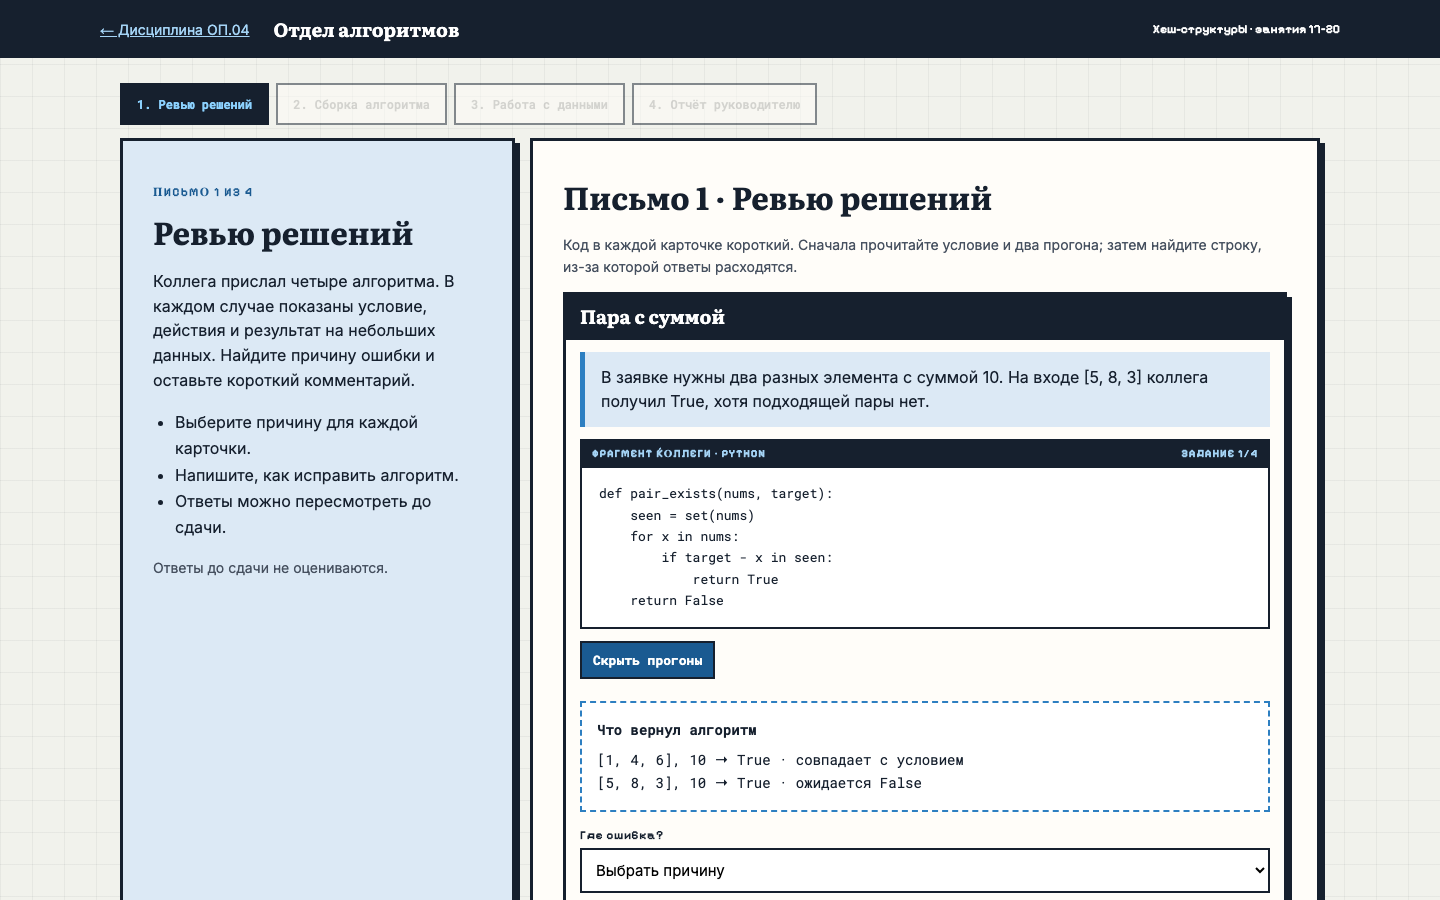 ← Дисциплина ОП.04
Отдел алгоритмов
Хеш-структуры · занятия 17-80
1. Ревью решений
2. Сборка алгоритма
3. Работа с данными
4. Отчёт руководителю
ПИСЬМО 1 ИЗ 4
Ревью решений
Коллега прислал четыре алгоритма. В
каждом случае показаны условие,
действия и результат на небольших
данных. Найдите причину ошибки и
оставьте короткий комментарий.
• Выберите причину для каждой
карточки.
• Напишите, как исправить алгоритм.
• Ответы можно пересмотреть до
сдачи.
Ответы до сдачи не оцениваются.
Письмо 1 · Ревью решений
Код в каждой карточке короткий. Сначала прочитайте условие и два прогона; затем найдите строку,
из-за которой ответы расходятся.
Пара с суммой
В заявке нужны два разных элемента с суммой 10. На входе [5, 8, 3] коллега
получил True, хотя подходящей пары нет.
ФРАГМЕНТ КОЛЛЕГИ · PYTHON
ЗАДАНИЕ 1/4
def pair_exists(nums, target):
    seen = set(nums)
    for x in nums:
        if target - x in seen:
            return True
    return False
Скрыть прогоны
Что вернул алгоритм
[1, 4, 6], 10 → True · совпадает с условием
[5, 8, 3], 10 → True · ожидается False
Где ошибка?
Выбрать причину